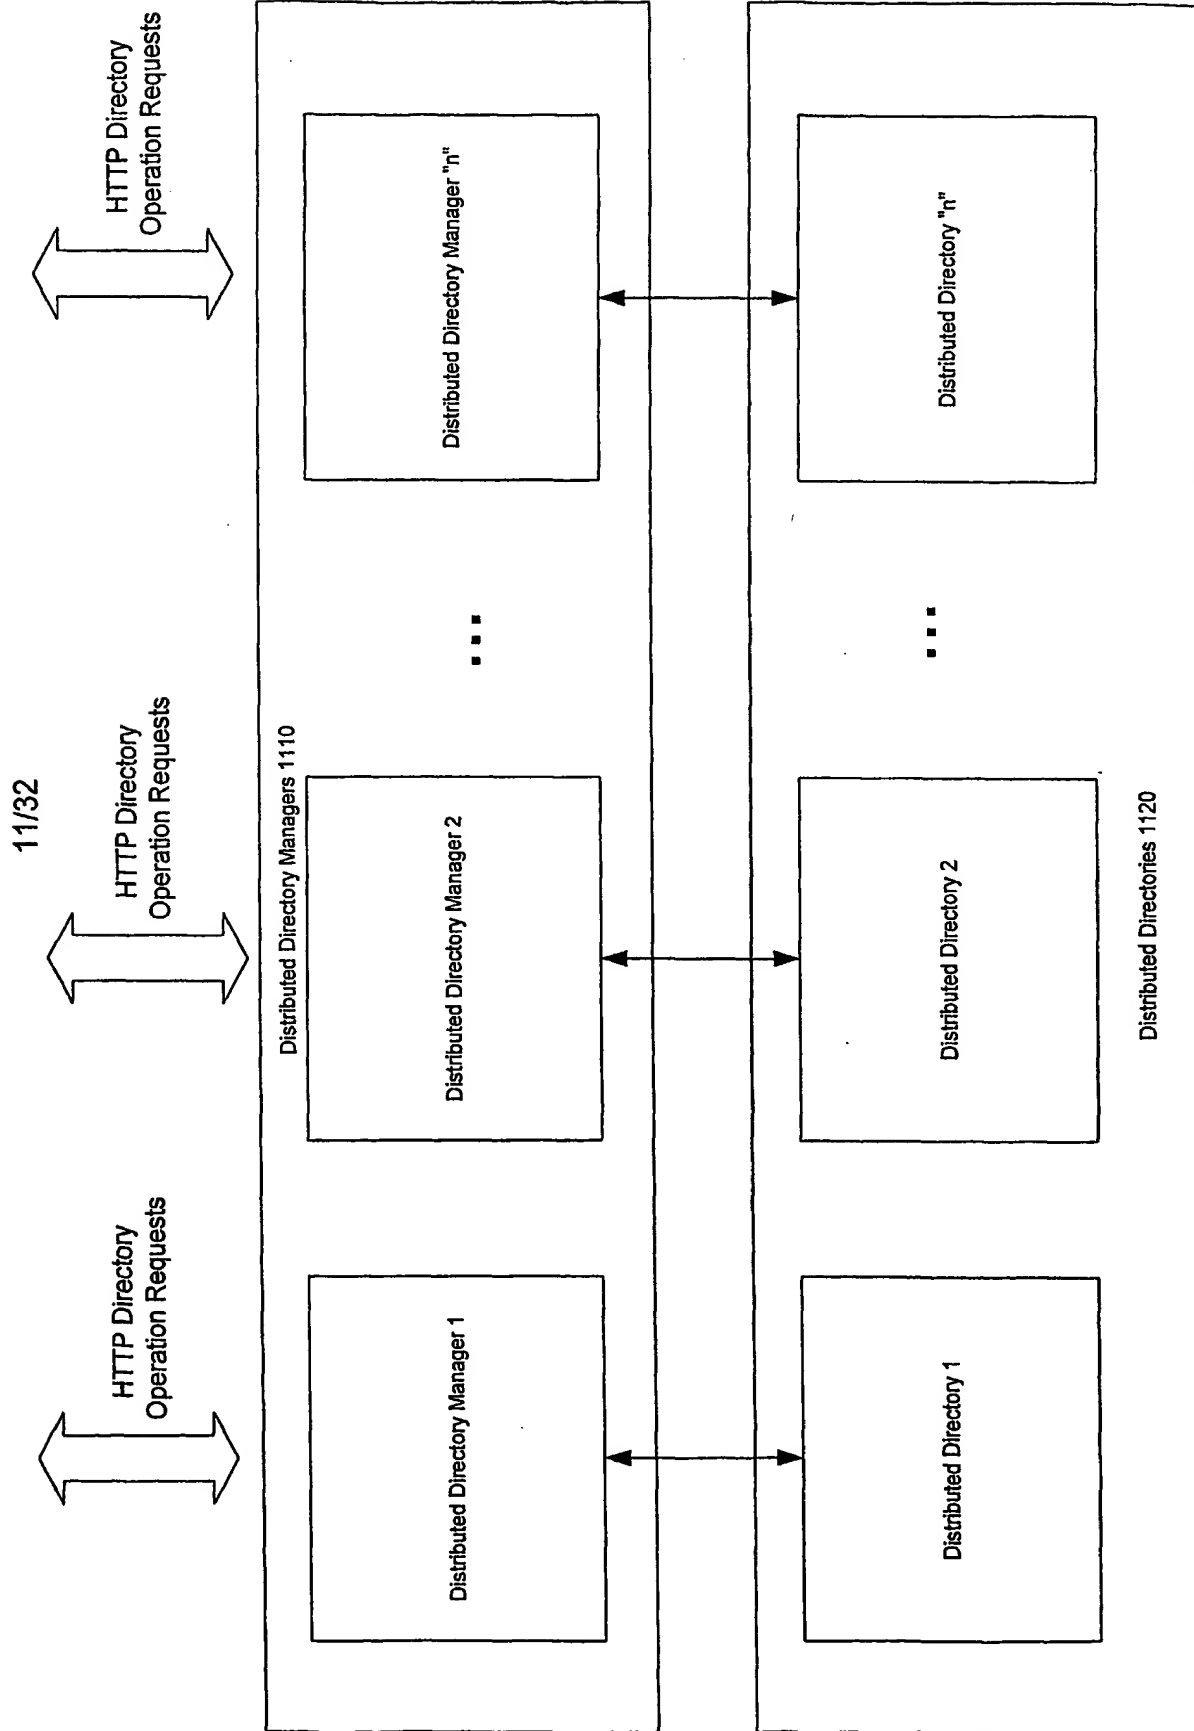 11/32
HTTP Directory
Operation Requests
HTTP Directory
Operation Requests
HTTP Directory
Operation Requests
Distributed Directory Managers 1110
Distributed Directory Manager 1
Distributed Directory Manager 2
...
Distributed Directory Manager "n"
Distributed Directory 1
Distributed Directory 2
...
Distributed Directory "n"
Distributed Directories 1120